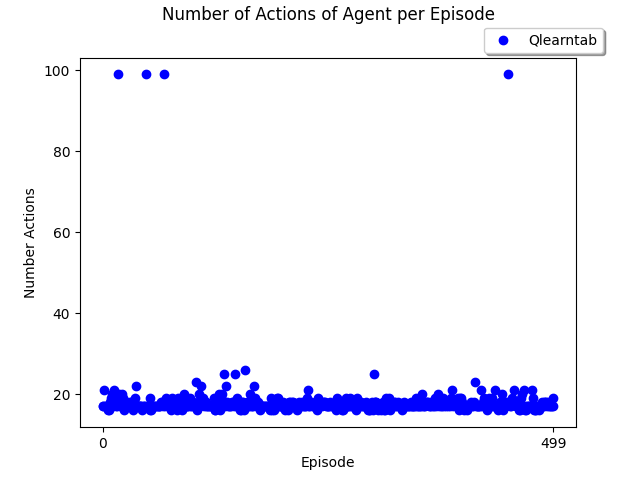 Number of Actions of Agent per Episode
Qlearntab
100
80
60
40
20
Number Actions
0
499
Episode